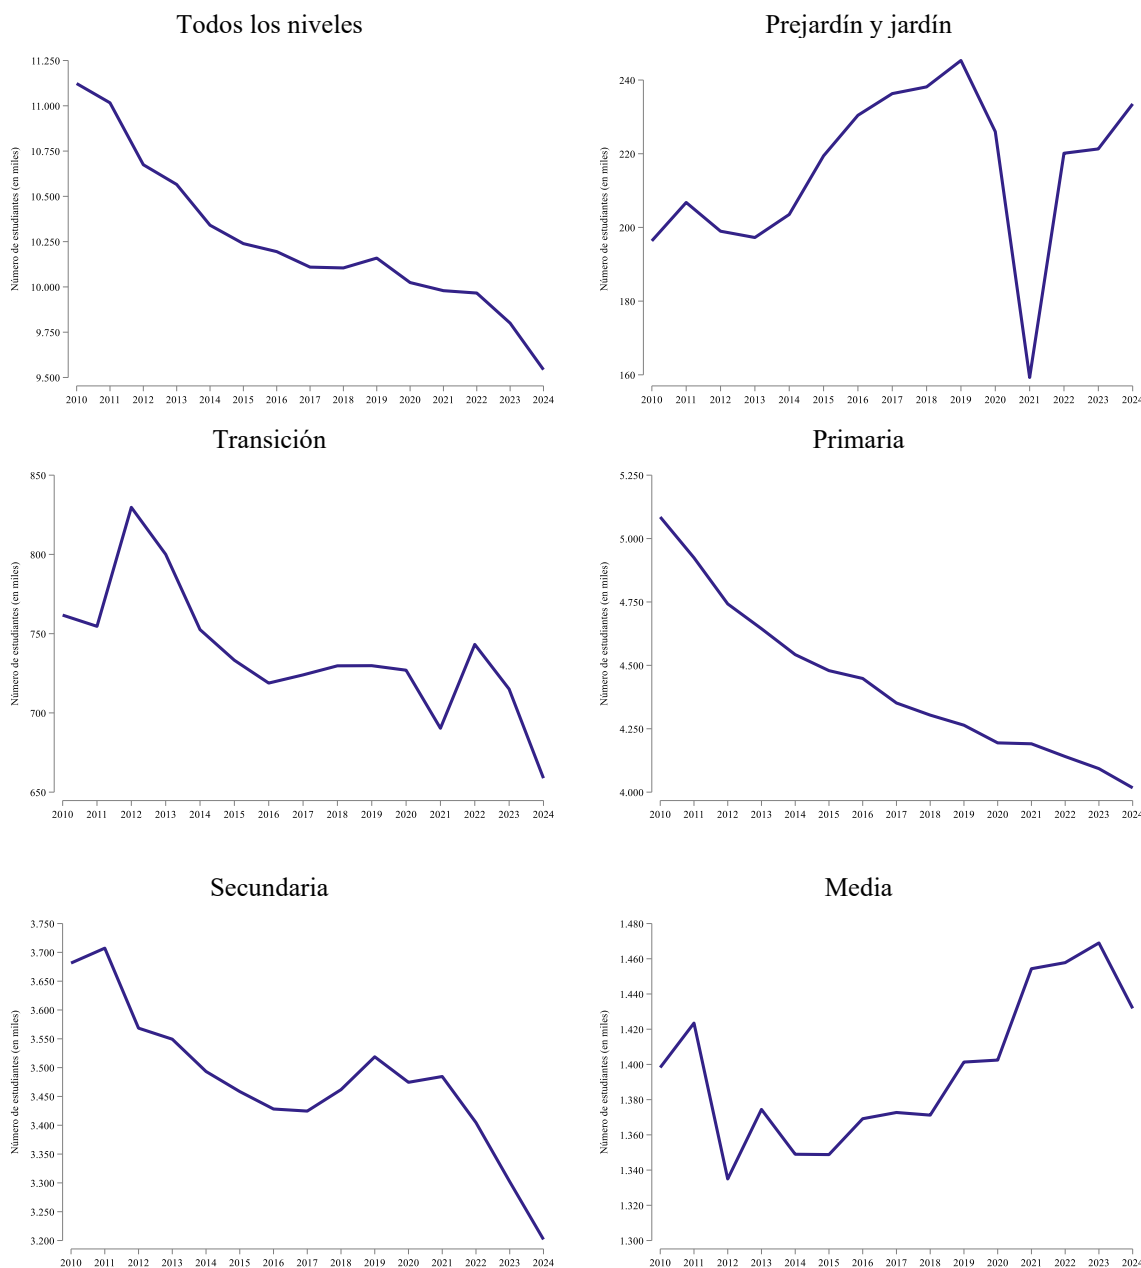 Todos los niveles
Número de estudiantes (en miles)
11.250
11.000
10.750
10.500
10.250
10.000
9.750
9.500
2010 2011 2012 2013 2014 2015 2016 2017 2018 2019 2020 2021 2022 2023 2024
Prejardín y jardín
Número de estudiantes (en miles)
240
220
200
180
160
2010 2011 2012 2013 2014 2015 2016 2017 2018 2019 2020 2021 2022 2023 2024
Transición
Número de estudiantes (en miles)
850
800
750
700
650
2010 2011 2012 2013 2014 2015 2016 2017 2018 2019 2020 2021 2022 2023 2024
Primaria
Número de estudiantes (en miles)
5.250
5.000
4.750
4.500
4.250
4.000
2010 2011 2012 2013 2014 2015 2016 2017 2018 2019 2020 2021 2022 2023 2024
Secundaria
Número de estudiantes (en miles)
3.750
3.700
3.650
3.600
3.550
3.500
3.450
3.400
3.350
3.300
3.250
3.200
2010 2011 2012 2013 2014 2015 2016 2017 2018 2019 2020 2021 2022 2023 2024
Media
Número de estudiantes (en miles)
1.480
1.460
1.440
1.420
1.400
1.380
1.360
1.340
1.320
1.300
2010 2011 2012 2013 2014 2015 2016 2017 2018 2019 2020 2021 2022 2023 2024